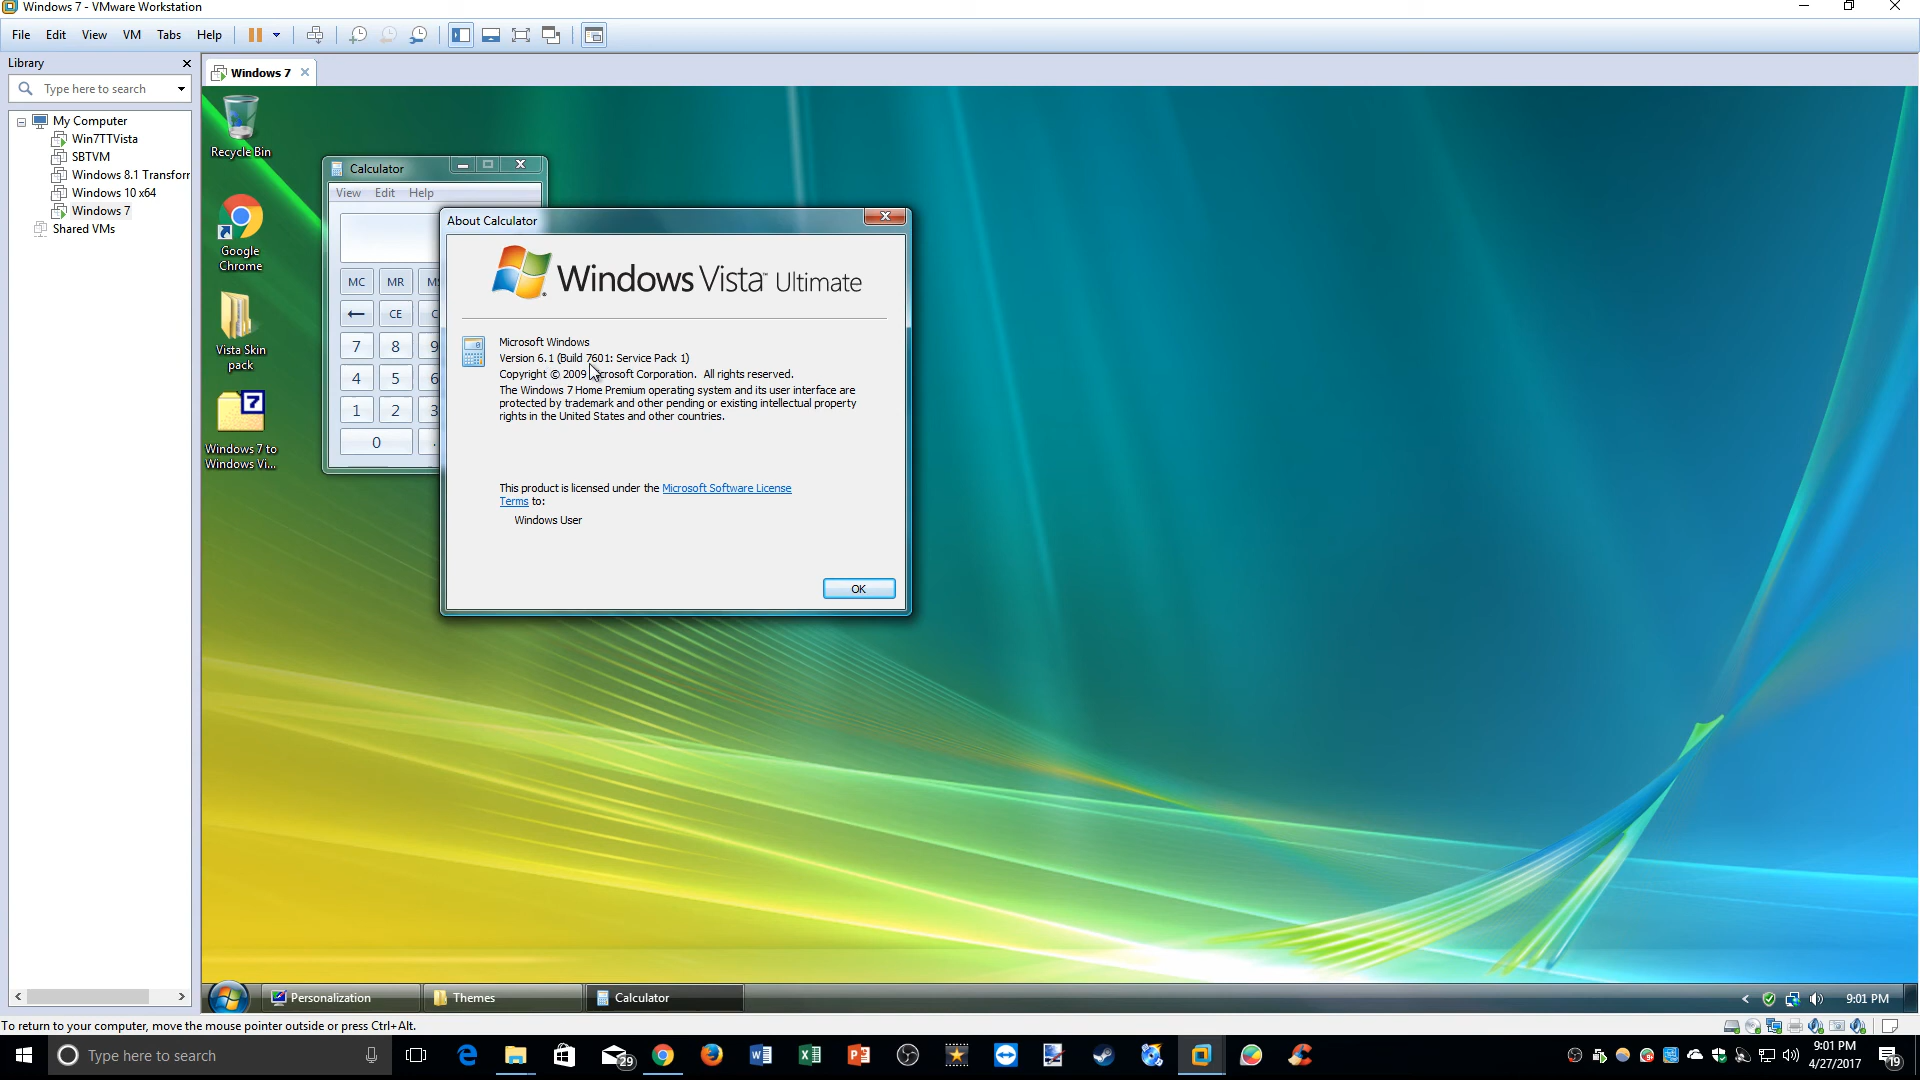 Windows 7 - VMware Workstation
File Edit View VM Tabs Help
Library
Windows 7
Type here to search
My Computer
Win7TTVista
SBTVM
Windows 8.1 Transfor
Windows 10 x64
Windows 7
Shared VMs
Recycle Bin
Google
Chrome
Vista Skin
pack
7
Windows 7 to
Windows Vi...
Calculator
View Edit Help
MC MR
CE
7 8 9
4 5 6
1 2 3
0 .
About Calculator
Windows Vista™ Ultimate
Microsoft Windows
Version 6.1 (Build 7601: Service Pack 1)
Copyright © 2009 Microsoft Corporation. All rights reserved.
The Windows 7 Home Premium operating system and its user interface are
protected by trademark and other pending or existing intellectual property
rights in the United States and other countries.
This product is licensed under the Microsoft Software License
Terms to:
Windows User
OK
Personalization Themes Calculator
9:01 PM
To return to your computer, move the mouse pointer outside or press Ctrl+Alt.
Type here to search
29
9:01 PM
4/27/2017
19